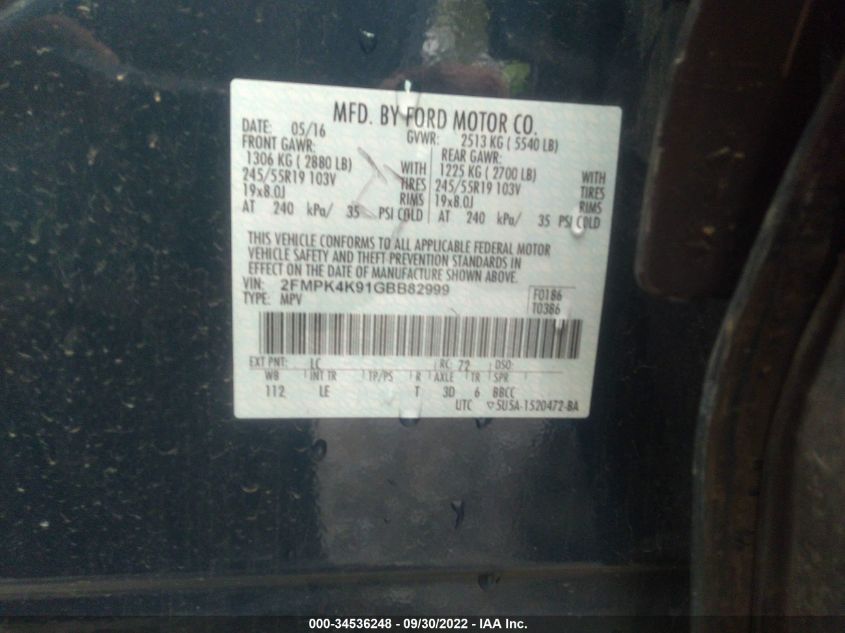 MFD. BY FORD MOTOR CO.
DATE: 05/16 GVWR: 2513 KG ( 5540 LB)
FRONT GAWR: REAR GAWR:
1306 KG ( 2880 LB) WITH 1225 KG ( 2700 LB) WITH
245/55R19 103V TIRES 245/55R19 103V TIRES
19x8.0J RIMS 19x8.0J RIMS
AT 240 kPa/ 35 PSI COLD AT 240 kPa/ 35 PSI COLD
THIS VEHICLE CONFORMS TO ALL APPLICABLE FEDERAL MOTOR
VEHICLE SAFETY AND THEFT PREVENTION STANDARDS IN
EFFECT ON THE DATE OF MANUFACTURE SHOWN ABOVE.
VIN: 2FMPK4K91GBB82999 F0186
TYPE: MPV T0386
EXT PNT: LC RC: 72 DSO:
WB INT TR TP/PS R AXLE TR SPR
112 LE T 3D 6 BBCC
UTC ▽5U5A-1520472-BA
000-34536248 - 09/30/2022 - IAA Inc.